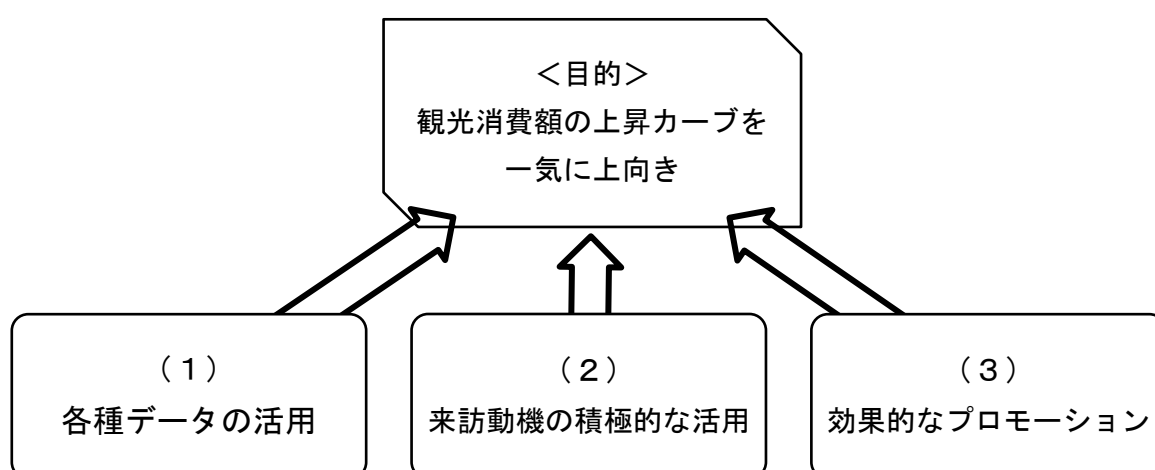 ＜目的＞
観光消費額の上昇カーブを
一気に上向き
（１）
各種データの活用
（２）
来訪動機の積極的な活用
（３）
効果的なプロモーション